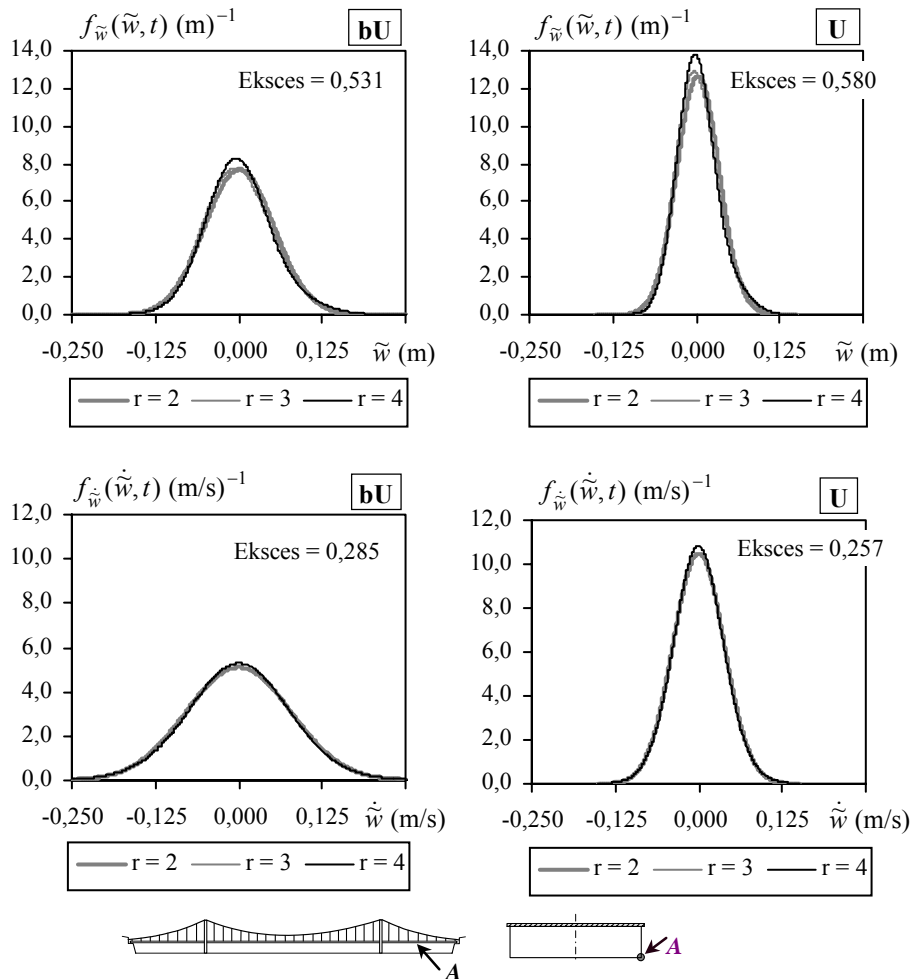 f_w̃(w̃, t) (m)⁻¹ bU
14,0
12,0
10,0
8,0
6,0
4,0
2,0
0,0
Eksces = 0,531
-0,250 -0,125 0,000 0,125 w̃ (m)
r = 2 r = 3 r = 4
f_w̃(w̃, t) (m)⁻¹ U
14,0
12,0
10,0
8,0
6,0
4,0
2,0
0,0
Eksces = 0,580
-0,250 -0,125 0,000 0,125 w̃ (m)
r = 2 r = 3 r = 4
f_ẇ̃(ẇ̃, t) (m/s)⁻¹ bU
12,0
10,0
8,0
6,0
4,0
2,0
0,0
Eksces = 0,285
-0,250 -0,125 0,000 0,125 ẇ̃ (m/s)
r = 2 r = 3 r = 4
f_ẇ̃(ẇ̃, t) (m/s)⁻¹ U
12,0
10,0
8,0
6,0
4,0
2,0
0,0
Eksces = 0,257
-0,250 -0,125 0,000 0,125 ẇ̃ (m/s)
r = 2 r = 3 r = 4
A
A